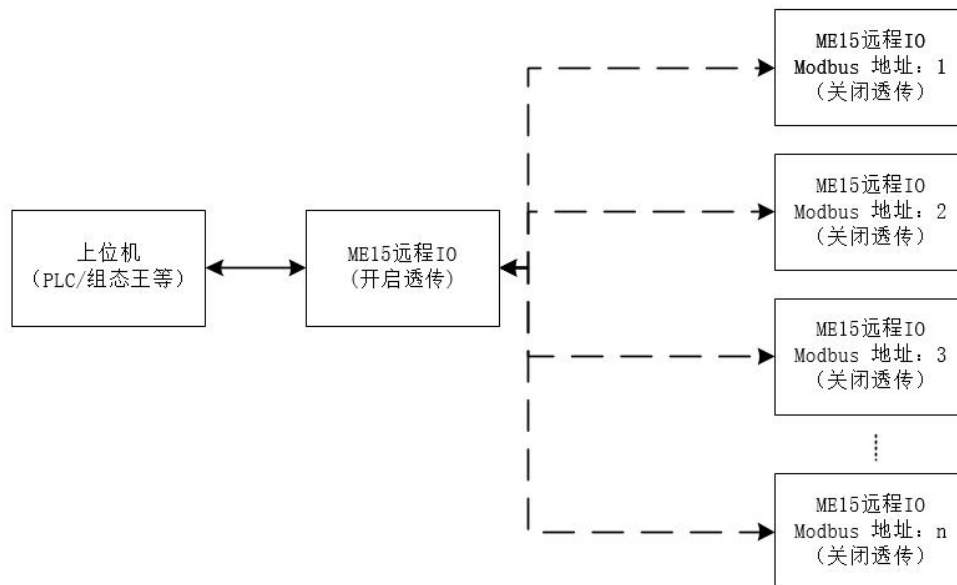 ME15远程IO
Modbus 地址：1
（关闭透传）
ME15远程IO
Modbus 地址：2
（关闭透传）
上位机
（PLC/组态王等）
ME15远程IO
(开启透传)
ME15远程IO
Modbus 地址：3
（关闭透传）
ME15远程IO
Modbus 地址：n
（关闭透传）